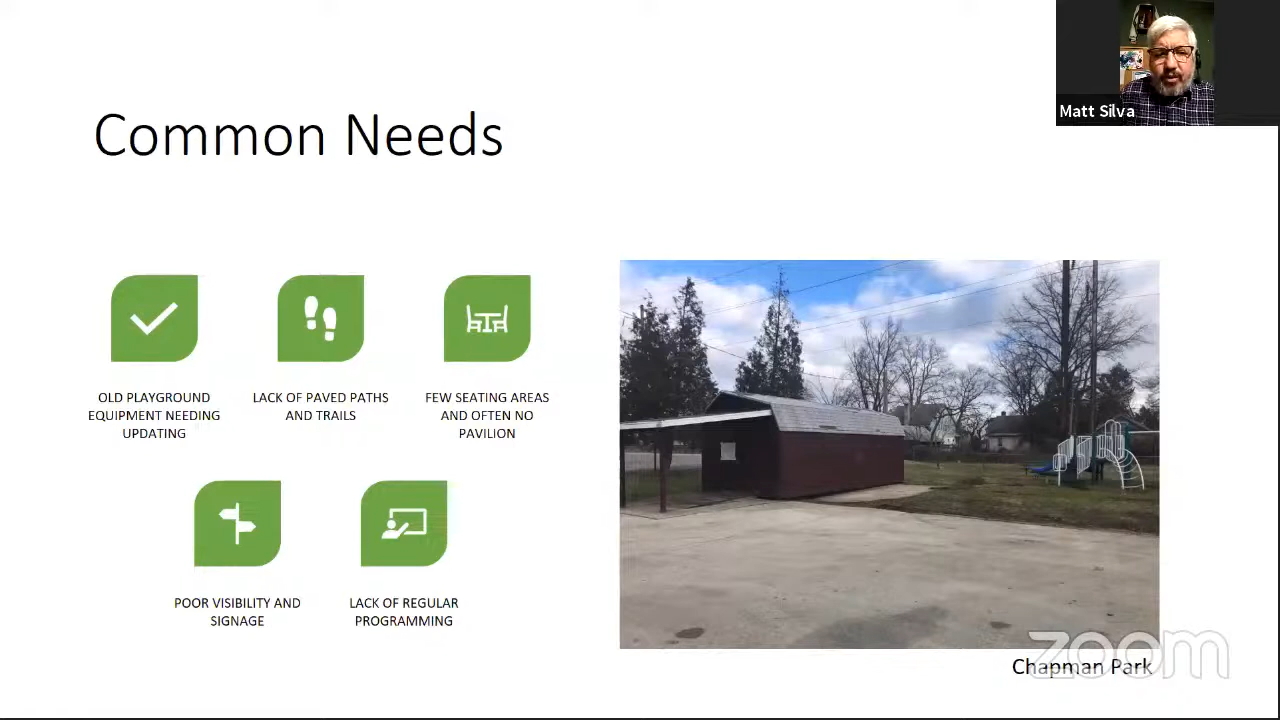 Matt Silva
Common Needs
OLD PLAYGROUND
EQUIPMENT NEEDING
UPDATING
LACK OF PAVED PATHS
AND TRAILS
FEW SEATING AREAS
AND OFTEN NO
PAVILION
POOR VISIBILITY AND
SIGNAGE
LACK OF REGULAR
PROGRAMMING
Chapman Park
zoom